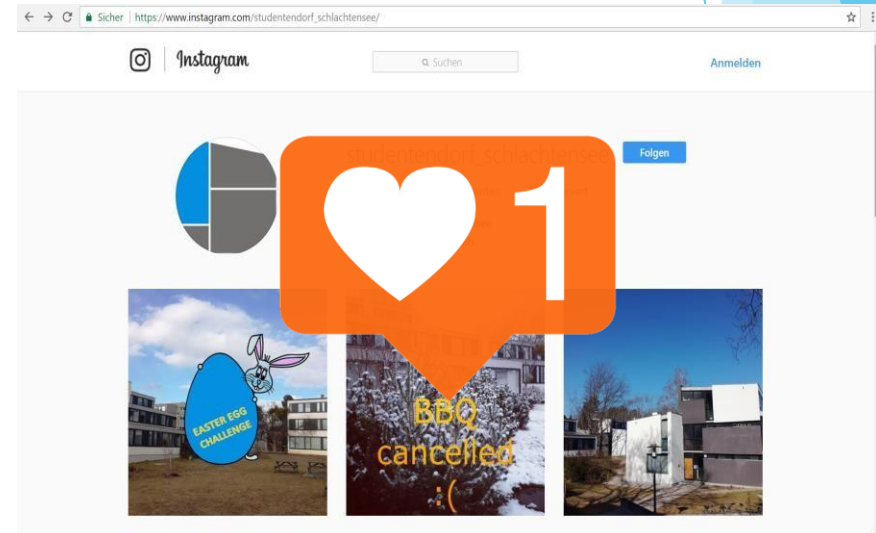 Sicher | https://www.instagram.com/studentendorf_schlachtensee/
Instagram
Suchen
Anmelden
studentendorf_schlachtensee
Folgen
1
EASTER EGG
CHALLENGE
BBQ
cancelled
:(